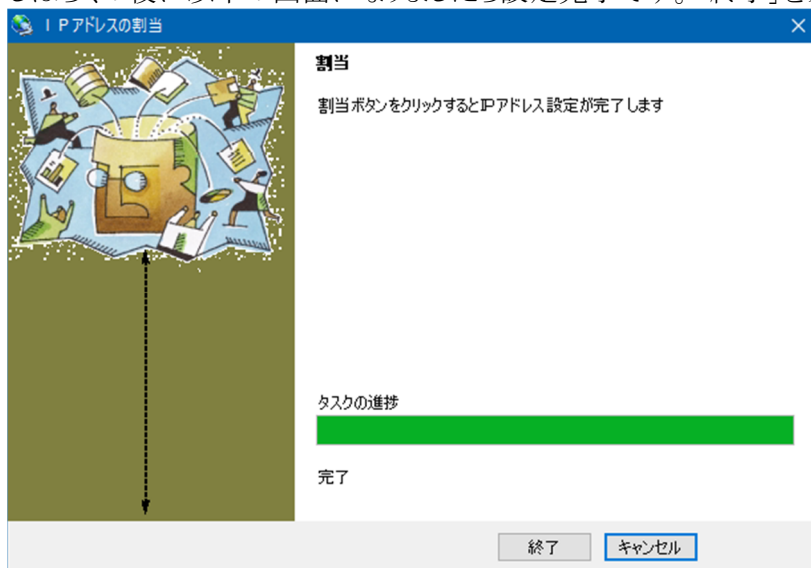 ＩＰアドレスの割当
割当
割当ボタンをクリックするとIPアドレス設定が完了します
タスクの進捗
完了
終了
キャンセル